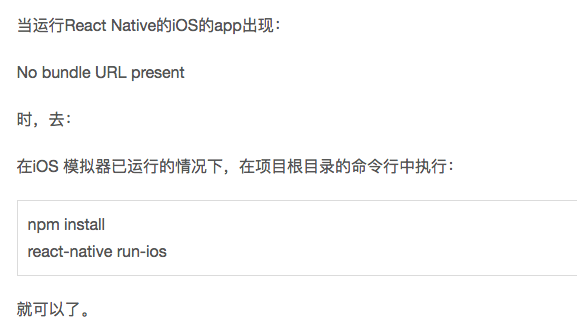 当运行React Native的iOS的app出现：
No bundle URL present
时，去：
在iOS 模拟器已运行的情况下，在项目根目录的命令行中执行：
npm install
react-native run-ios
就可以了。